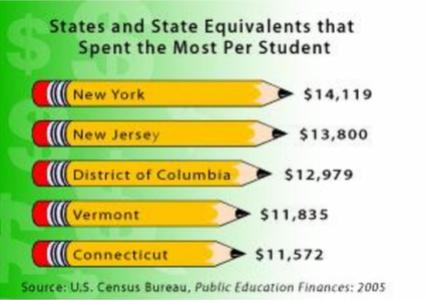 States and State Equivalents that
Spent the Most Per Student
New York $14,119
New Jersey $13,800
District of Columbia $12,979
Vermont $11,835
Connecticut $11,572
Source: U.S. Census Bureau, Public Education Finances: 2005